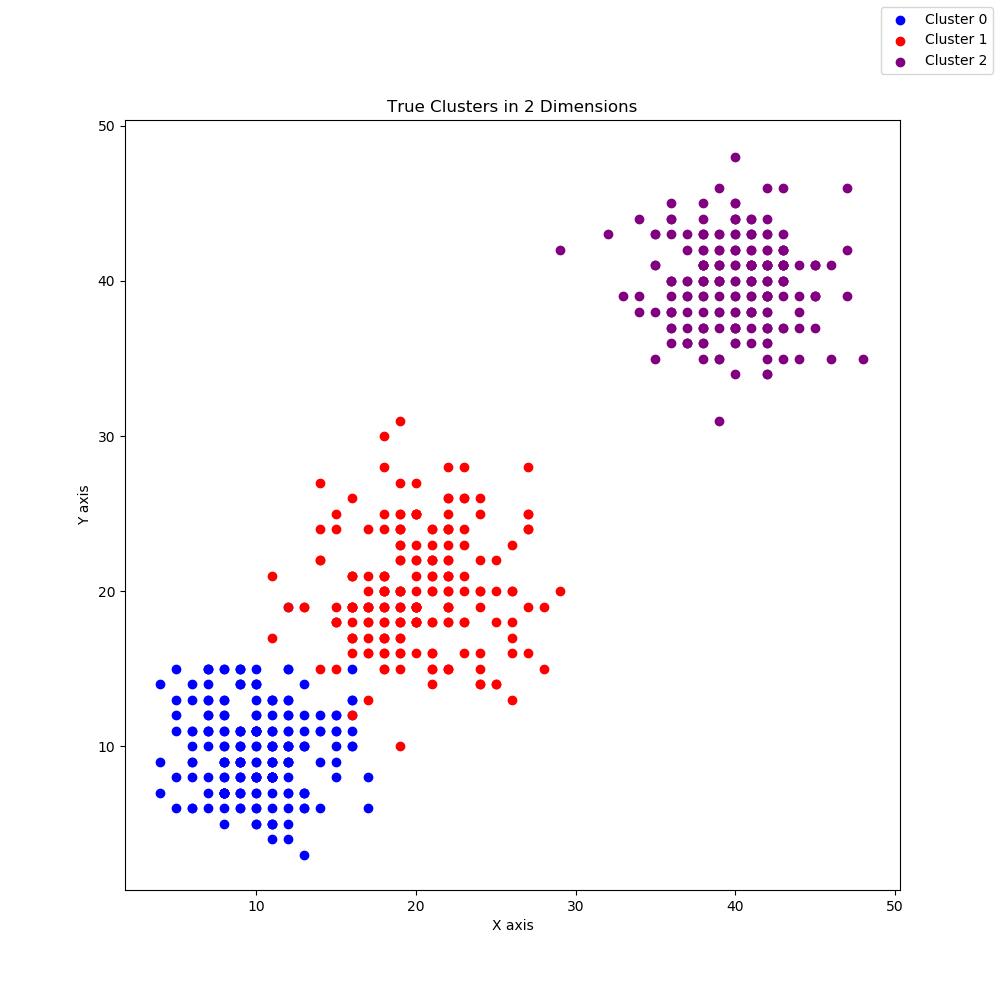 Cluster 0
Cluster 1
Cluster 2
True Clusters in 2 Dimensions
50
40
30
20
10
Y axis
10 20 30 40 50
X axis